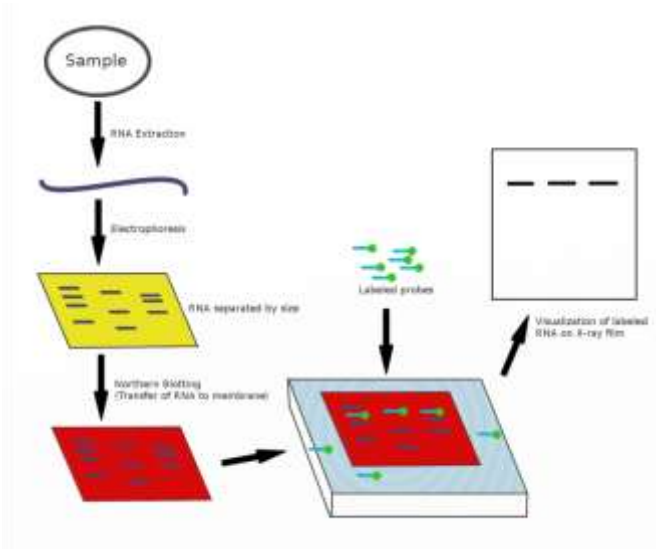 Sample
RNA Extraction
Electrophoresis
RNA separated by size
Northern Blotting
(Transfer of RNA to membrane)
Labeled probes
Visualization of labeled
RNA on X-ray film